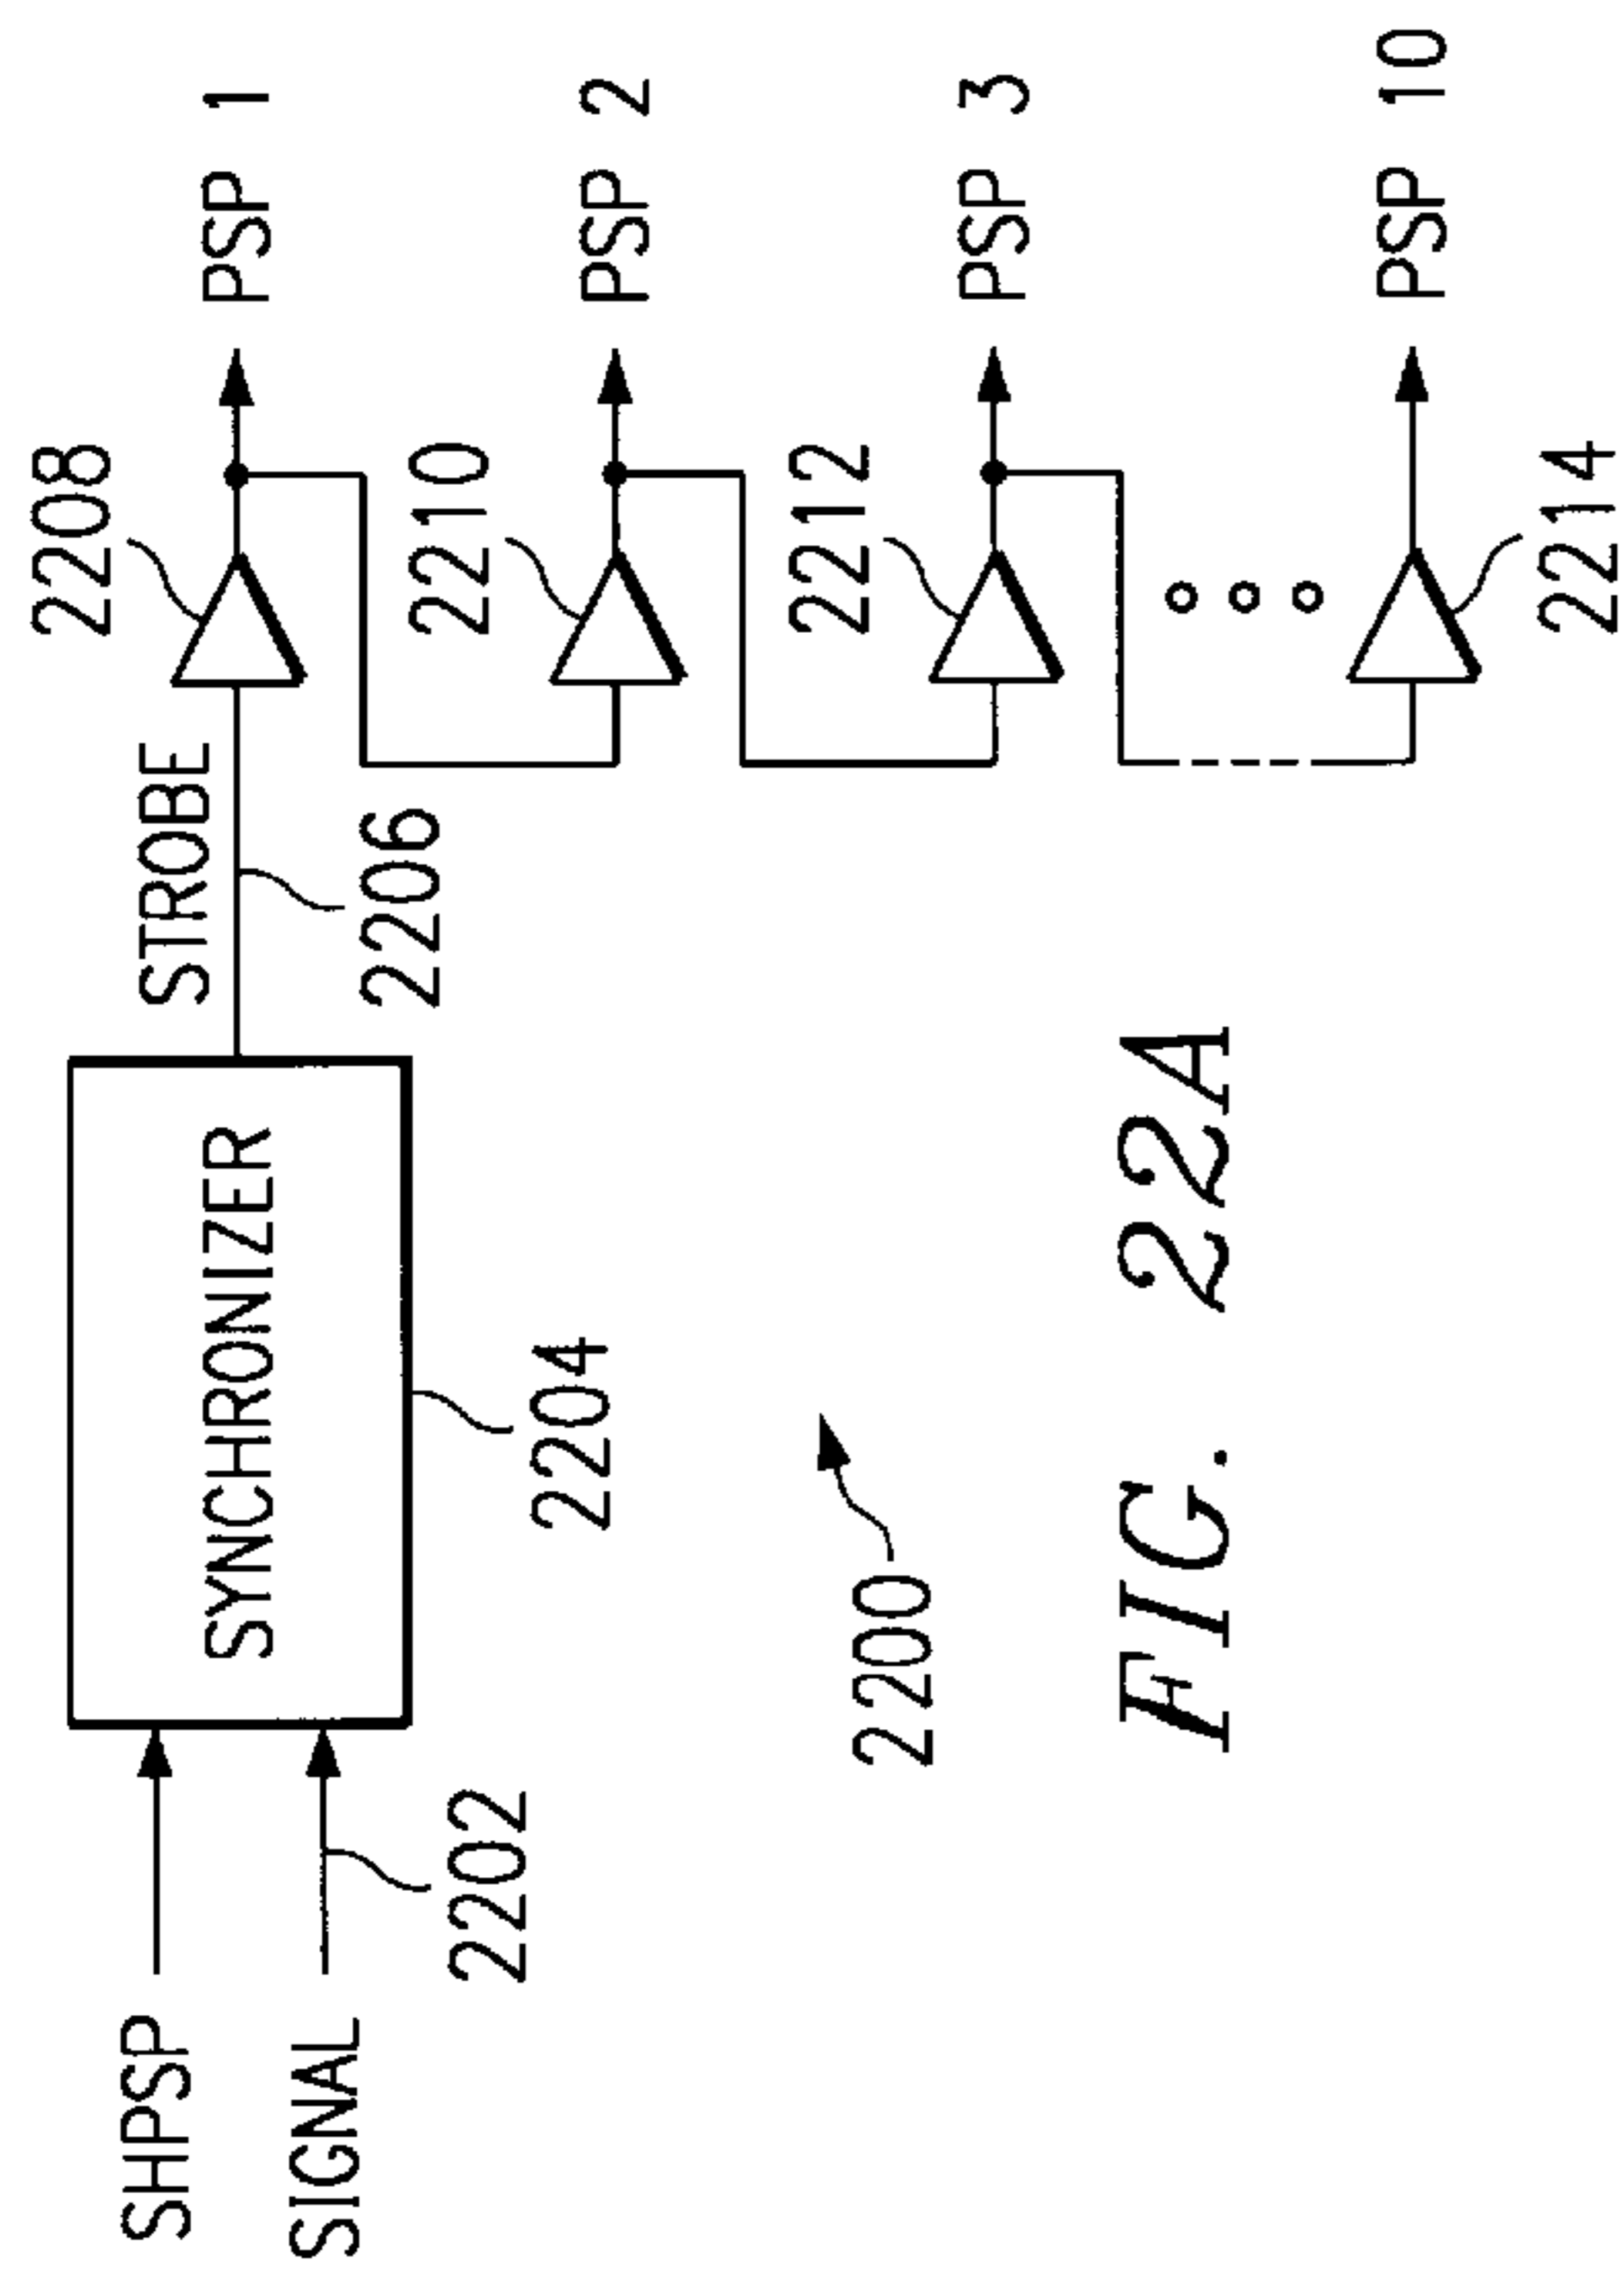 2208
STROBE
PSP 1
SHPSP
SYNCHRONIZER
SIGNAL
2206
2210
2202
PSP 2
2204
2212
2200
PSP 3
FIG. 22A
PSP 10
2214